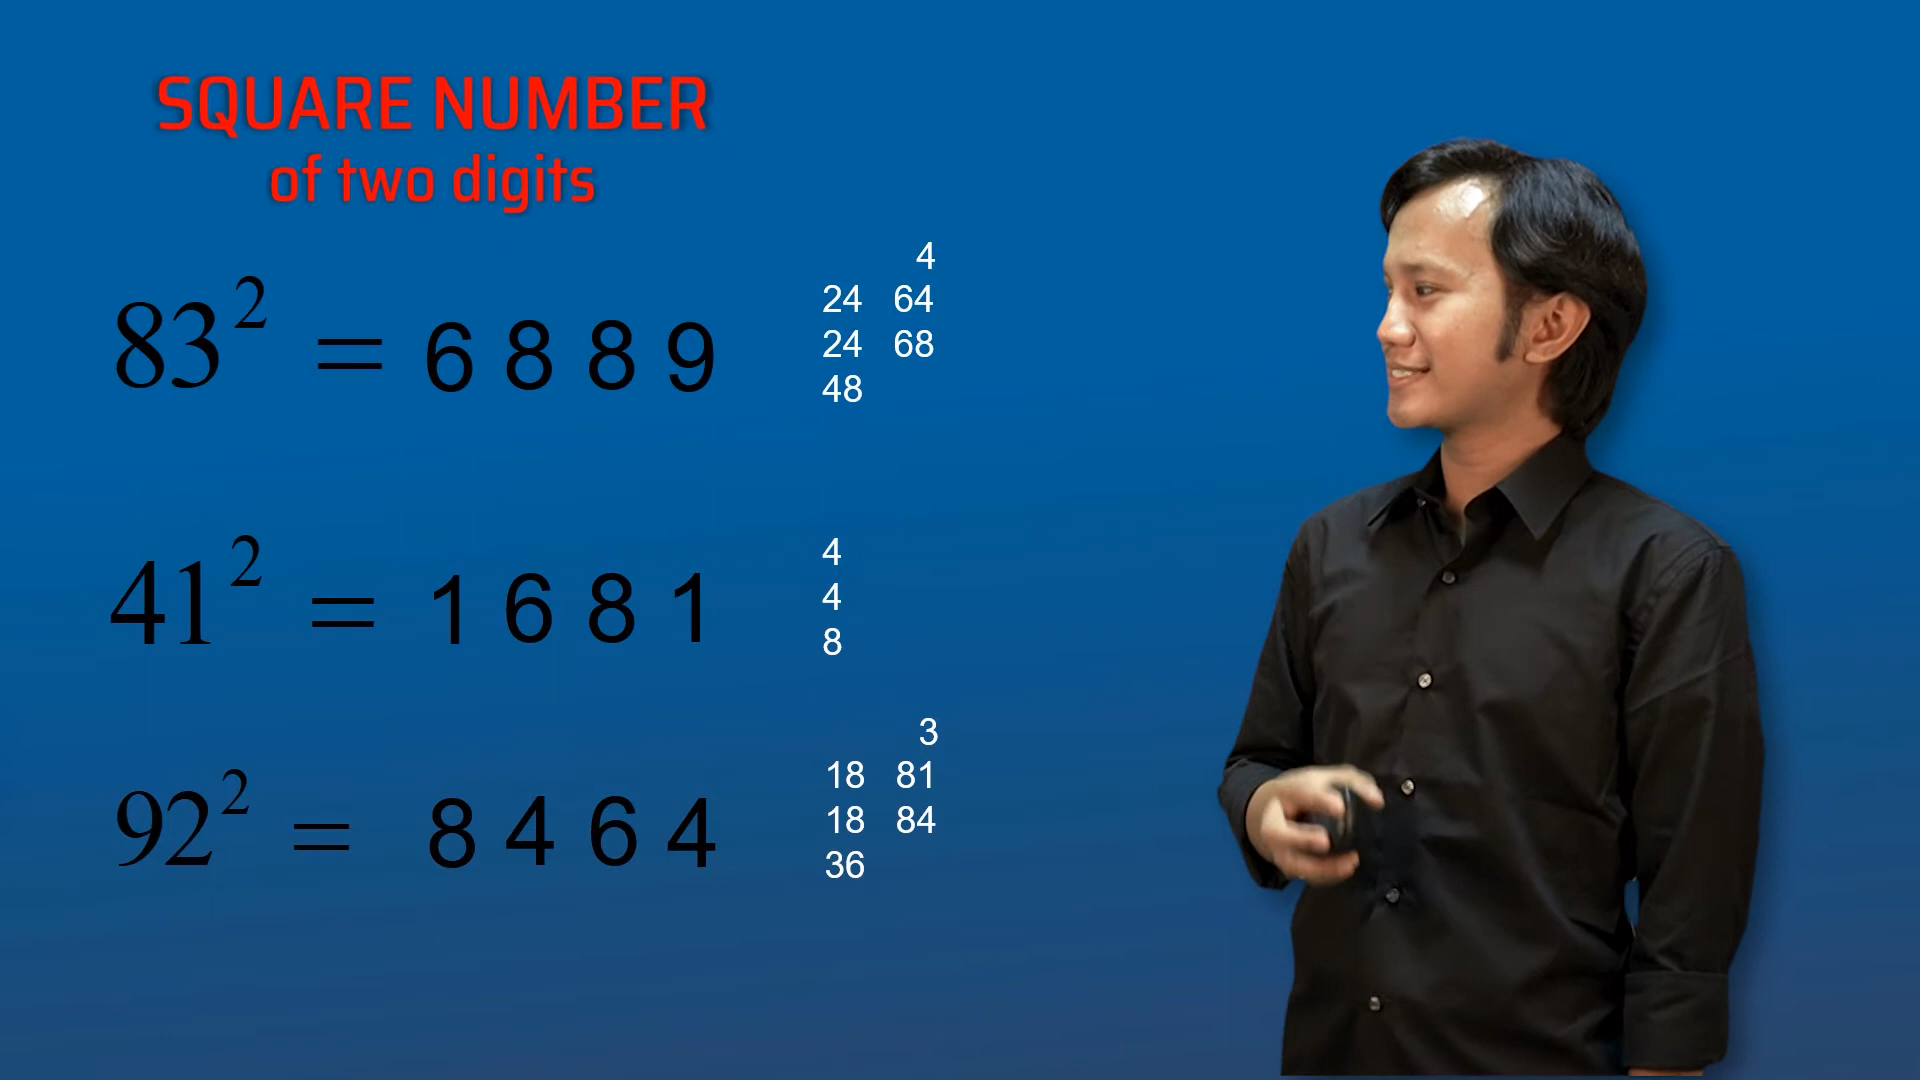 SQUARE NUMBER
of two digits
83² = 6 8 8 9
4
24 64
24 68
48
41² = 1 6 8 1
4
4
8
92² = 8 4 6 4
3
18 81
18 84
36